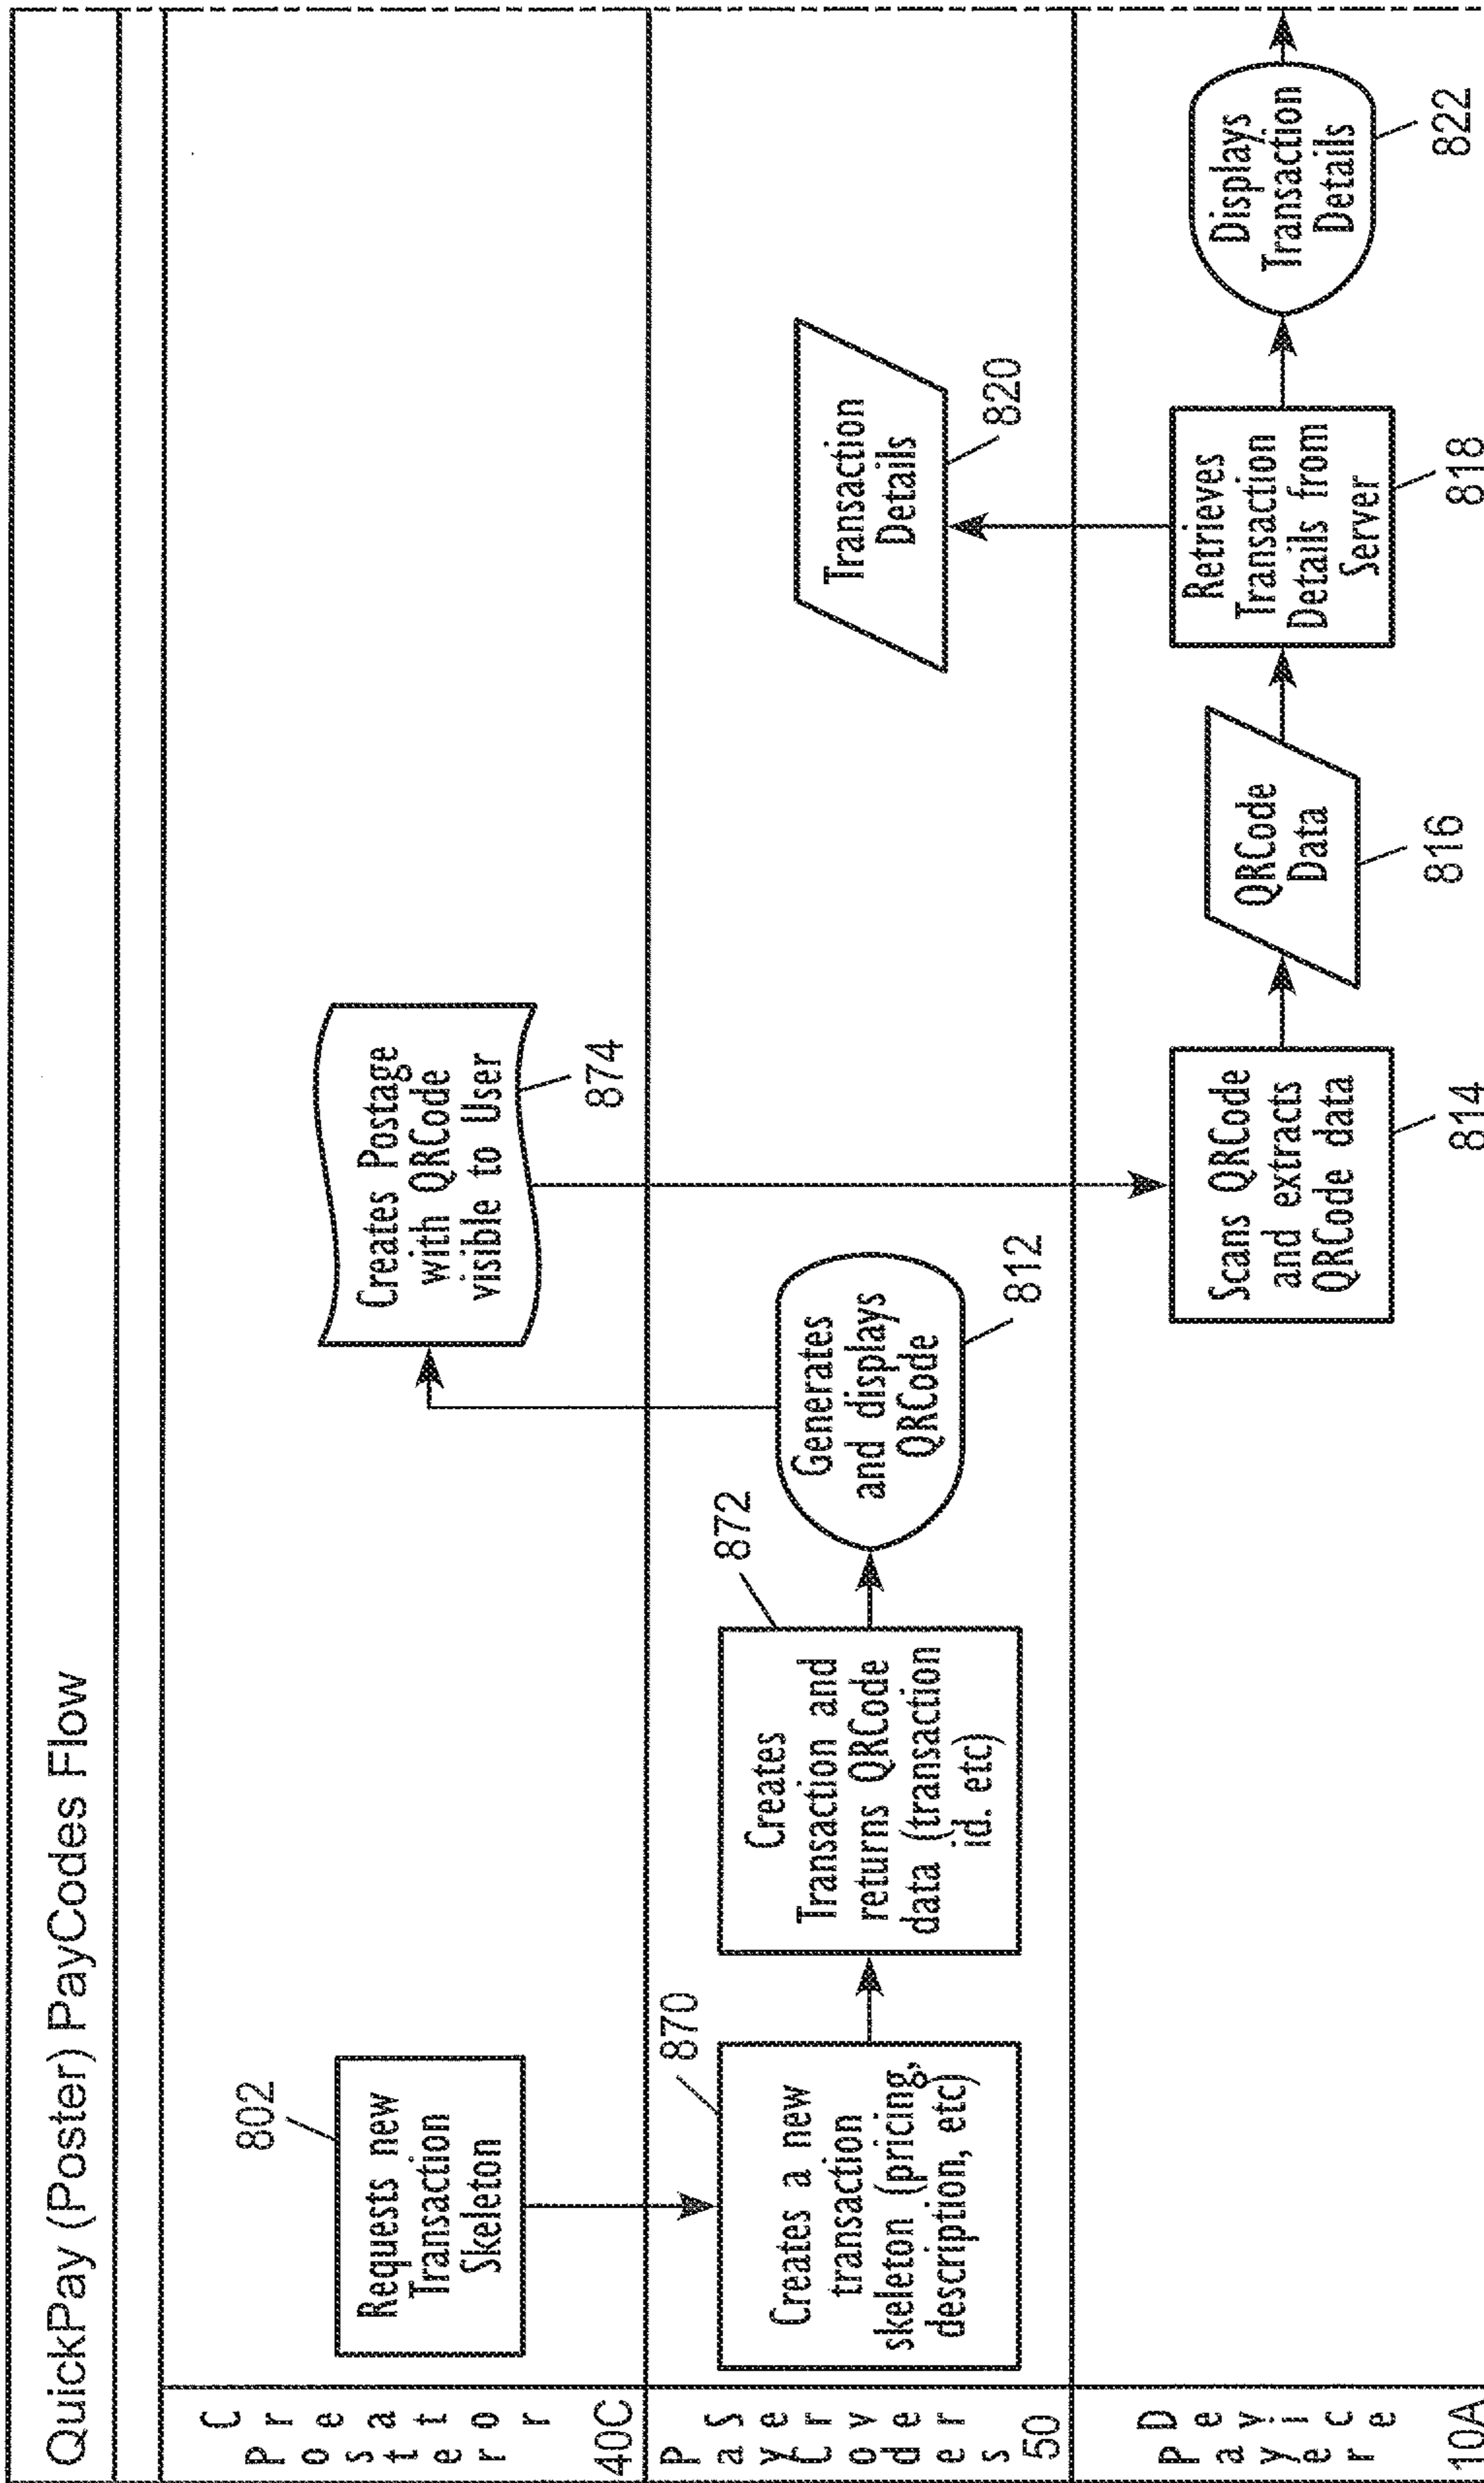 QuickPay (Poster) PayCodes Flow
Poster Creator
40C
802
Requests new
Transaction
Skeleton
Creates Postage
with QRCode
visible to User
874
PayCodes Server
50
870
Creates a new
transaction
skeleton (pricing,
description, etc)
872
Creates
Transaction and
returns QRCode
data (transaction
id. etc)
Generates
and displays
QRCode
812
Transaction
Details
820
Payer Device
10A
Scans QRCode
and extracts
QRCode data
814
QRCode
Data
816
Retrieves
Transaction
Details from
Server
818
Displays
Transaction
Details
822